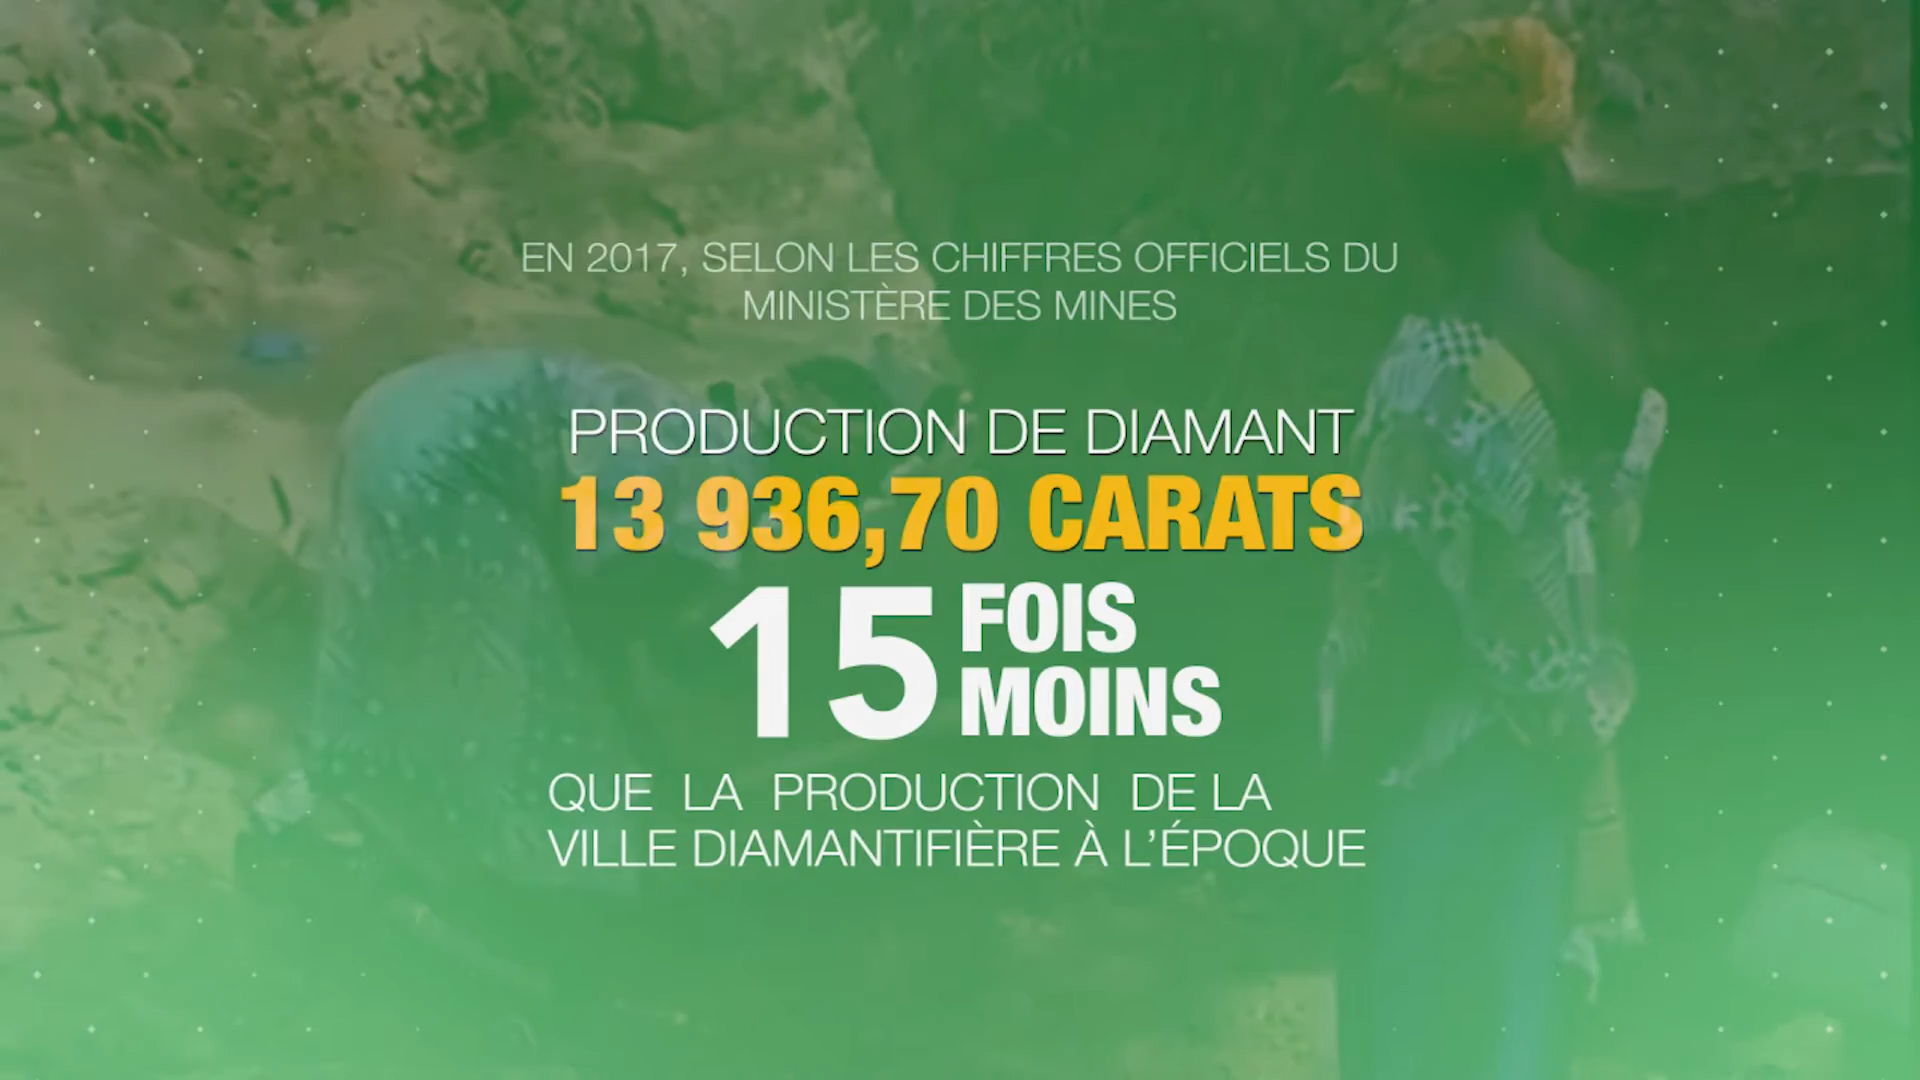 EN 2017, SELON LES CHIFFRES OFFICIELS DU
MINISTÈRE DES MINES
PRODUCTION DE DIAMANT
13 936,70 CARATS
15 FOIS
MOINS
QUE LA PRODUCTION DE LA
VILLE DIAMANTIFIÈRE À L'ÉPOQUE